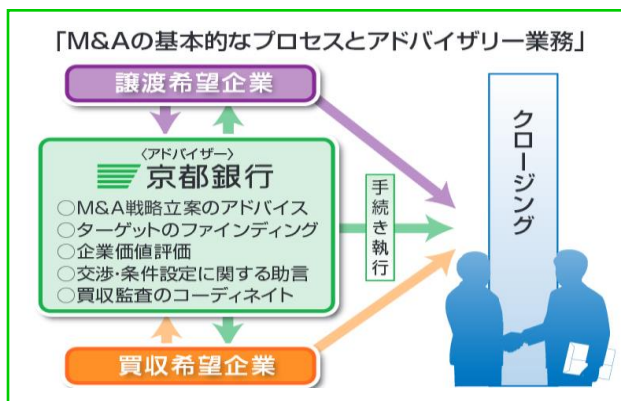 「M&Aの基本的なプロセスとアドバイザリー業務」
譲渡希望企業
〈アドバイザー〉
京都銀行
○M&A戦略立案のアドバイス
○ターゲットのファインディング
○企業価値評価
○交渉・条件設定に関する助言
○買収監査のコーディネイト
手続き執行
クロージング
買収希望企業